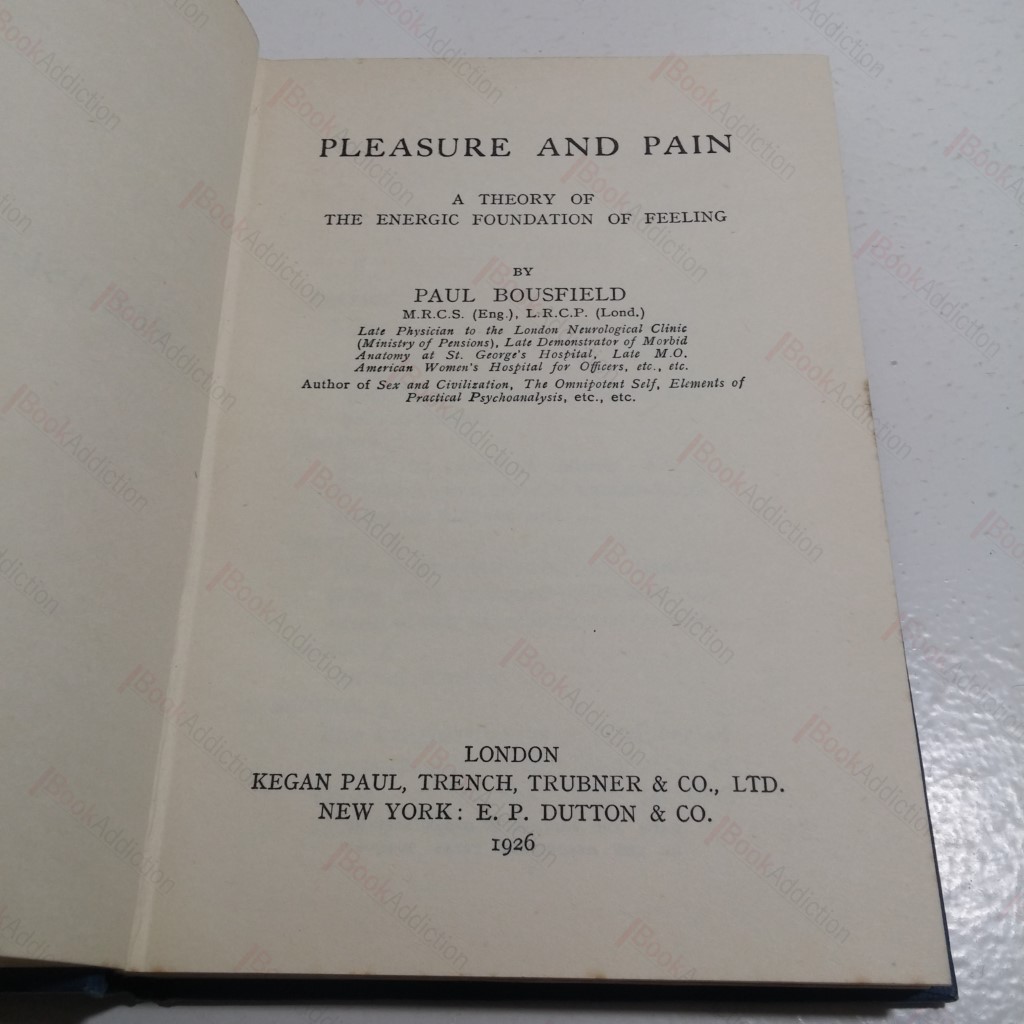 PLEASURE AND PAIN
A THEORY OF
THE ENERGIC FOUNDATION OF FEELING
BY
PAUL BOUSFIELD
M.R.C.S. (Eng.), L.R.C.P. (Lond.)
Late Physician to the London Neurological Clinic
(Ministry of Pensions), Late Demonstrator of Morbid
Anatomy at St. George's Hospital, Late M.O.
American Women's Hospital for Officers, etc., etc.
Author of Sex and Civilization, The Omnipotent Self, Elements of
Practical Psychoanalysis, etc., etc.
LONDON
KEGAN PAUL, TRENCH, TRUBNER & CO., LTD.
NEW YORK: E. P. DUTTON & CO.
1926
BookAddiction